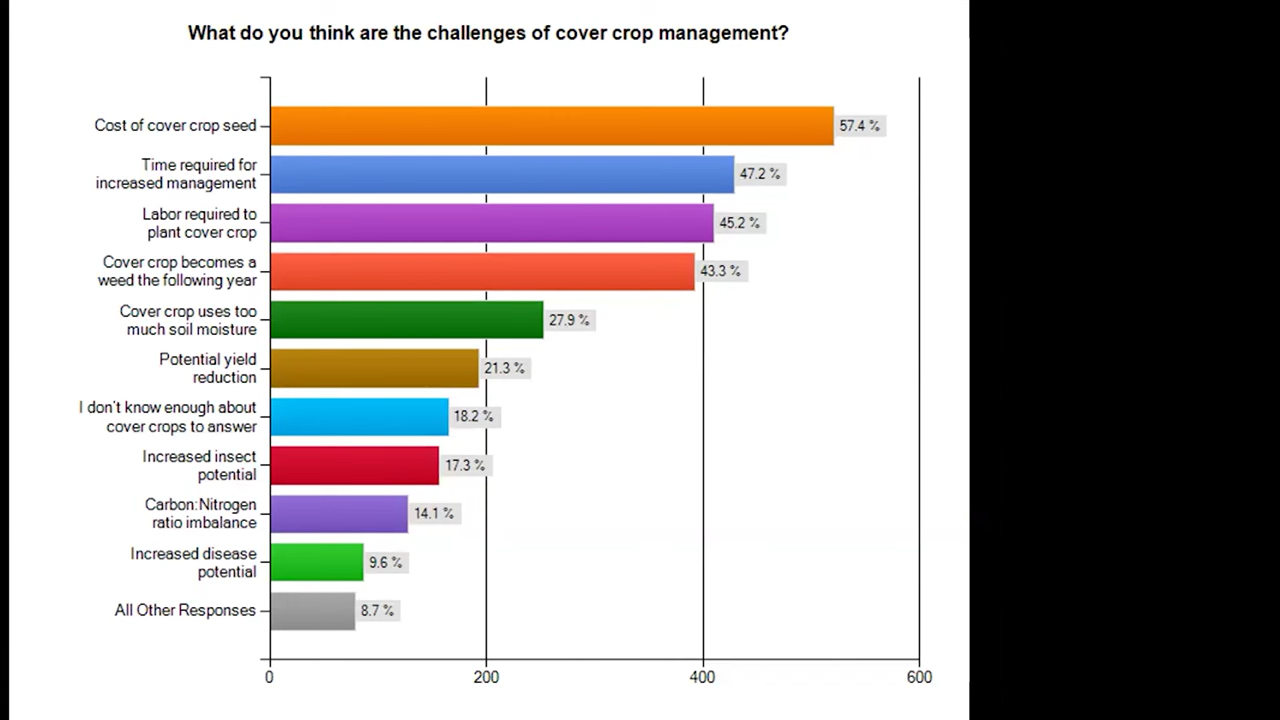 What do you think are the challenges of cover crop management?
Cost of cover crop seed
57.4 %
Time required for
increased management
47.2 %
Labor required to
plant cover crop
45.2 %
Cover crop becomes a
weed the following year
43.3 %
Cover crop uses too
much soil moisture
27.9 %
Potential yield
reduction
21.3 %
I don't know enough about
cover crops to answer
18.2 %
Increased insect
potential
17.3 %
Carbon:Nitrogen
ratio imbalance
14.1 %
Increased disease
potential
9.6 %
All Other Responses
8.7 %
0
200
400
600